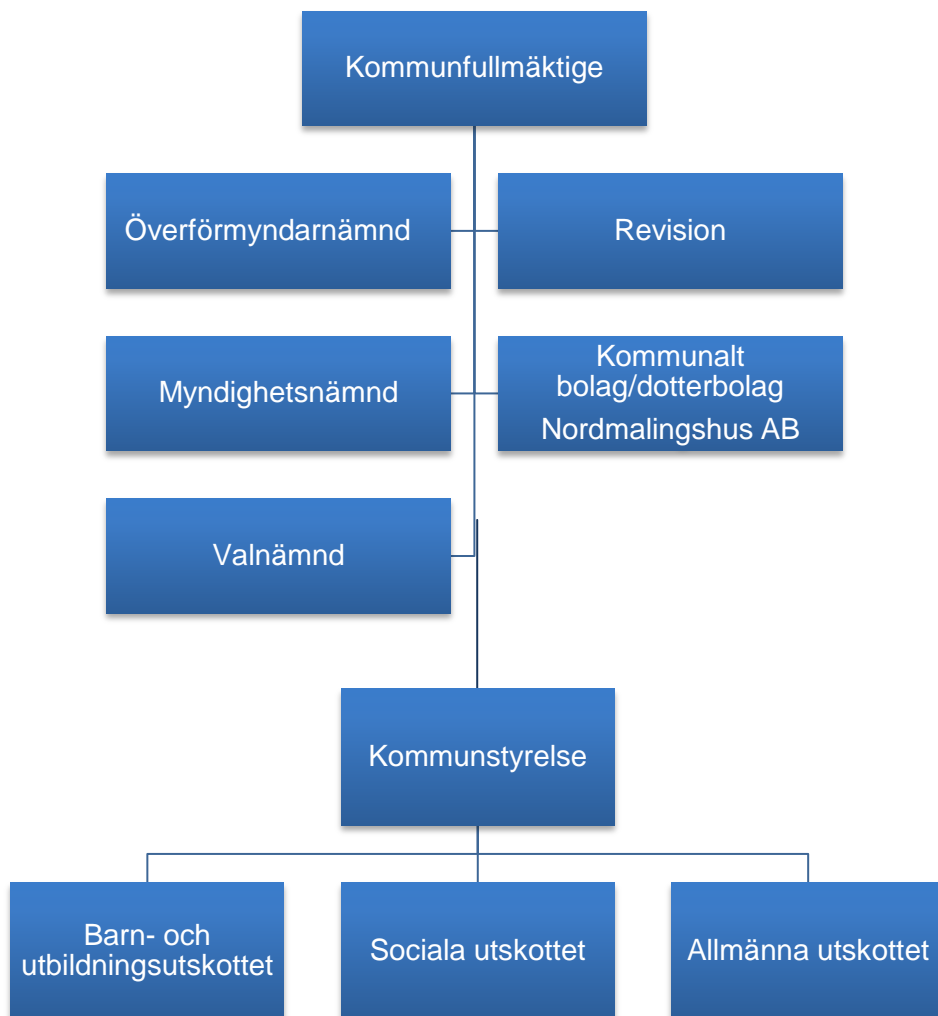 Kommunfullmäktige
Överförmyndarnämnd
Revision
Myndighetsnämnd
Kommunalt
bolag/dotterbolag
Nordmalingshus AB
Valnämnd
Kommunstyrelse
Barn- och
utbildningsutskottet
Sociala utskottet
Allmänna utskottet